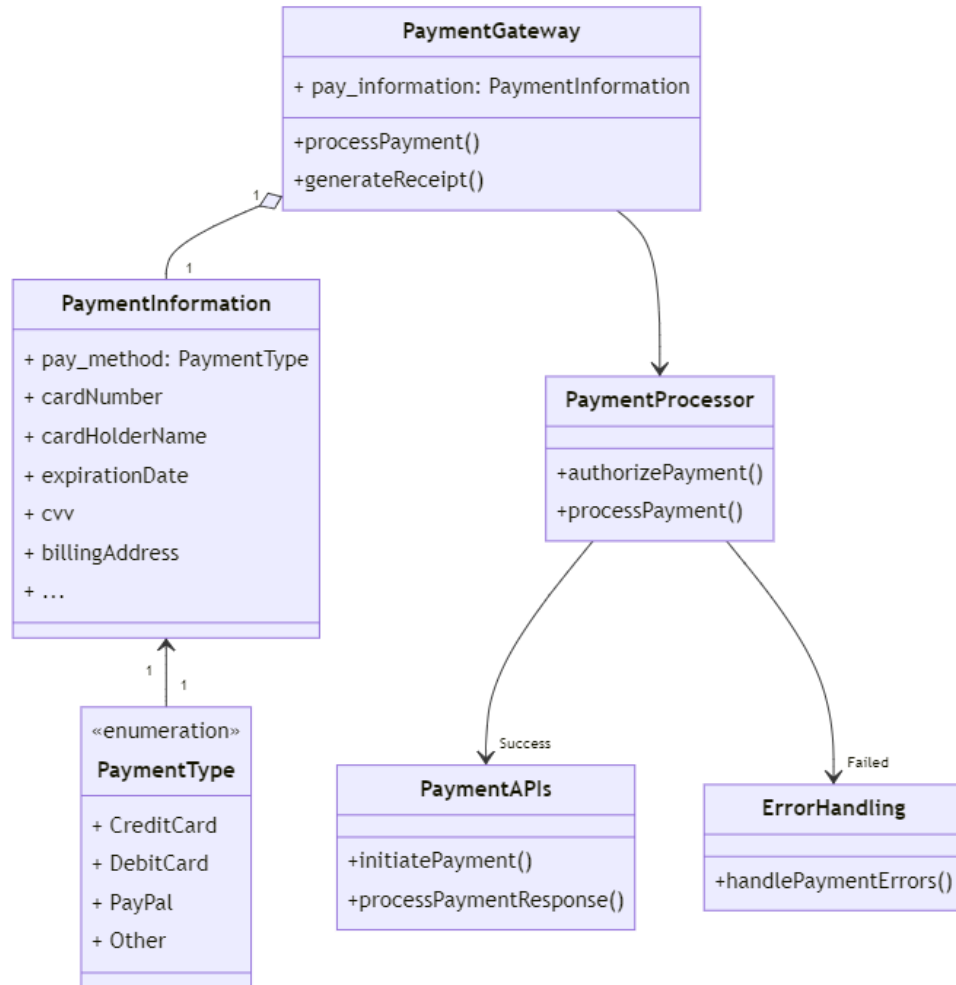 PaymentGateway
+ pay_information: PaymentInformation
+processPayment()
+generateReceipt()
1
1
PaymentInformation
+ pay_method: PaymentType
+ cardNumber
+ cardHolderName
+ expirationDate
+ cvv
+ billingAddress
+ ...
PaymentProcessor
+authorizePayment()
+processPayment()
1
1
«enumeration»
PaymentType
+ CreditCard
+ DebitCard
+ PayPal
+ Other
Success
PaymentAPIs
+initiatePayment()
+processPaymentResponse()
Failed
ErrorHandling
+handlePaymentErrors()